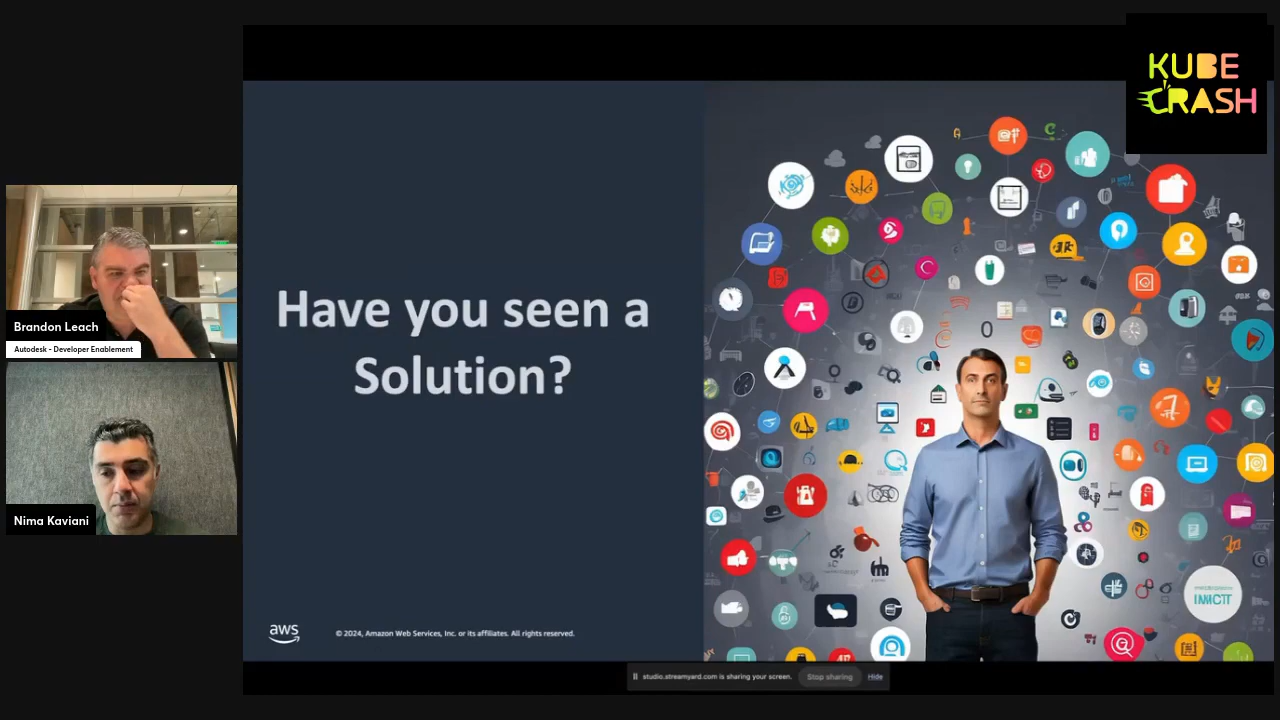 KUBE
CRASH
Have you seen a
Solution?
Brandon Leach
Autodesk - Developer Enablement
Nima Kaviani
aws
© 2024, Amazon Web Services, Inc. or its affiliates. All rights reserved.
studio.streamyard.com is sharing your screen.
Stop sharing
Hide